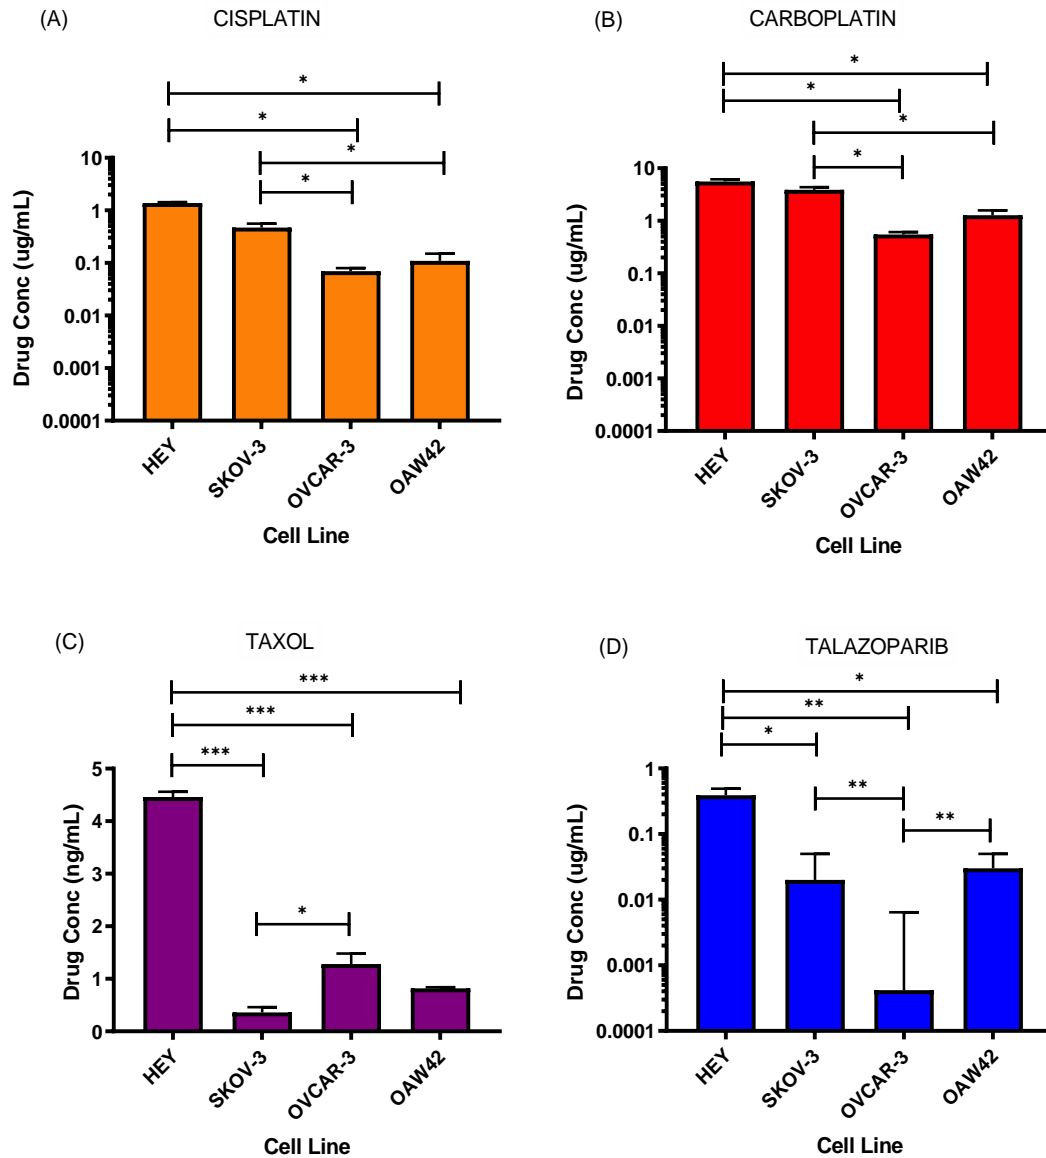 (A) CISPLATIN
* 
*
*
*
Drug Conc (ug/mL)
10
1
0.1
0.01
0.001
0.0001
HEY
SKOV-3
OVCAR-3
OAW42
Cell Line
(B) CARBOPLATIN
*
*
*
*
Drug Conc (ug/mL)
10
1
0.1
0.01
0.001
0.0001
HEY
SKOV-3
OVCAR-3
OAW42
Cell Line
(C) TAXOL
***
***
***
*
Drug Conc (ng/mL)
5
4
3
2
1
0
HEY
SKOV-3
OVCAR-3
OAW42
Cell Line
(D) TALAZOPARIB
*
**
*
**
**
Drug Conc (ug/mL)
1
0.1
0.01
0.001
0.0001
HEY
SKOV-3
OVCAR-3
OAW42
Cell Line